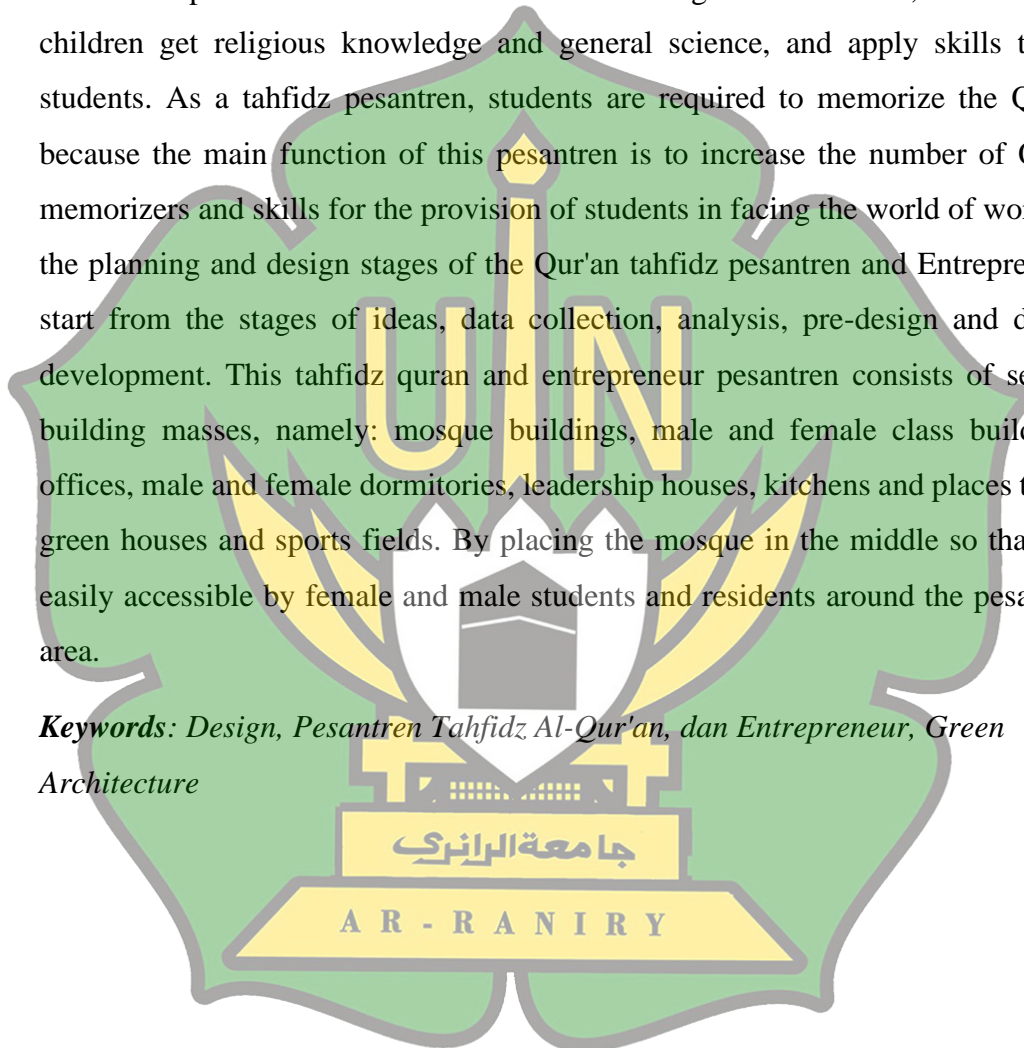 children get religious knowledge and general science, and apply skills
students. As a tahfidz pesantren, students are required to memorize the
because the main function of this pesantren is to increase the number of
memorizers and skills for the provision of students in facing the world of
the planning and design stages of the Qur'an tahfidz pesantren and
start from the stages of ideas, data collection, analysis, pre-design and
development. This tahfidz quran and entrepreneur pesantren consists of
building masses, namely: mosque buildings, male and female class
offices, male and female dormitories, leadership houses, kitchens and places
green houses and sports fields. By placing the mosque in the middle so
easily accessible by female and male students and residents around the
area.
Keywords: Design, Pesantren Tahfidz Al-Qur'an, dan Entrepreneur, Green
Architecture
UIN
جامعة الرانري
AR-RANIRY